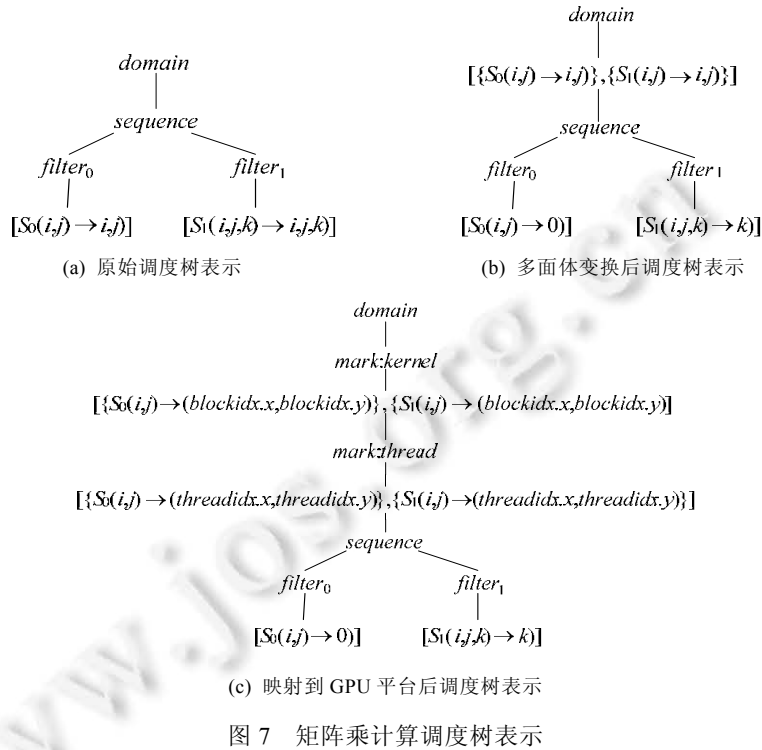 domain
sequence
filter₀ filter₁
[S₀(i,j)→i,j)] [S₁(i,j,k)→i,j,k)]
(a) 原始调度树表示
domain
[{S₀(i,j)→i,j)},{S₁(i,j)→i,j)}]
sequence
filter₀ filter₁
[S₀(i,j)→0)] [S₁(i,j,k)→k)]
(b) 多面体变换后调度树表示
domain
mark:kernel
[{S₀(i,j)→(blockidx.x,blockidx.y)},{S₁(i,j)→(blockidx.x,blockidx.y)]
mark:thread
[{S₀(i,j)→(threadidx.x,threadidx.y)},{S₁(i,j)→(threadidx.x,threadidx.y)}]
sequence
filter₀ filter₁
[S₀(i,j)→0)] [S₁(i,j,k)→k)]
(c) 映射到 GPU 平台后调度树表示
图 7 矩阵乘计算调度树表示
www.jos.org.cn